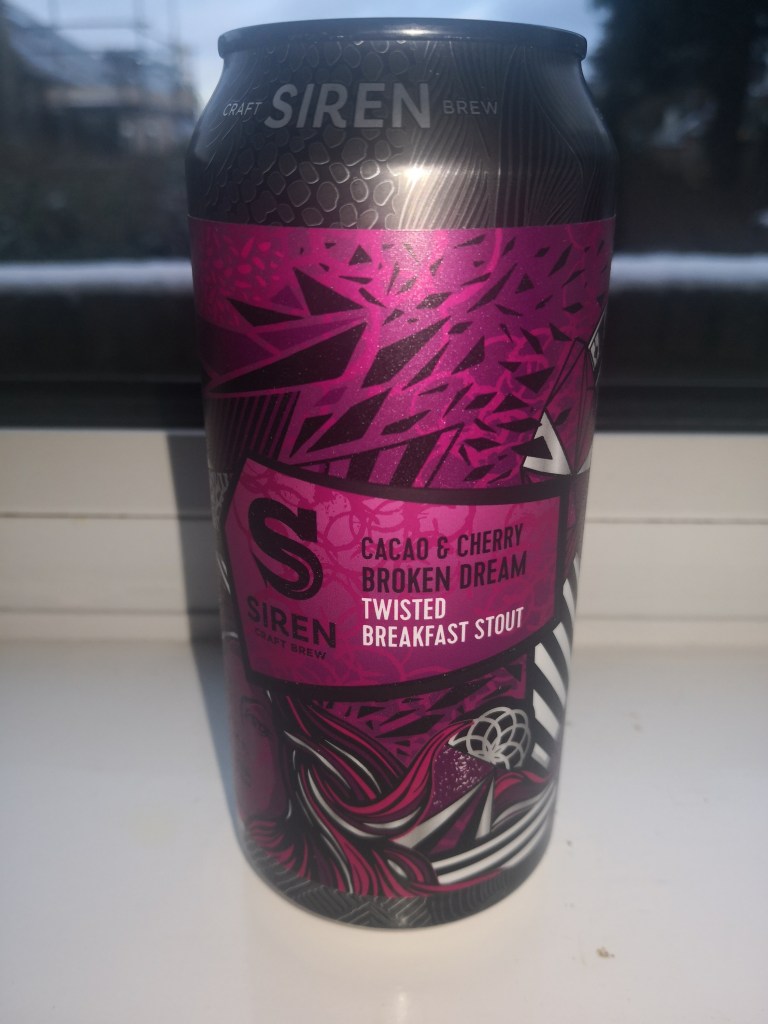 CRAFT SIREN BREW
S
SIREN
CRAFT BREW
CACAO & CHERRY
BROKEN DREAM
TWISTED
BREAKFAST STOUT